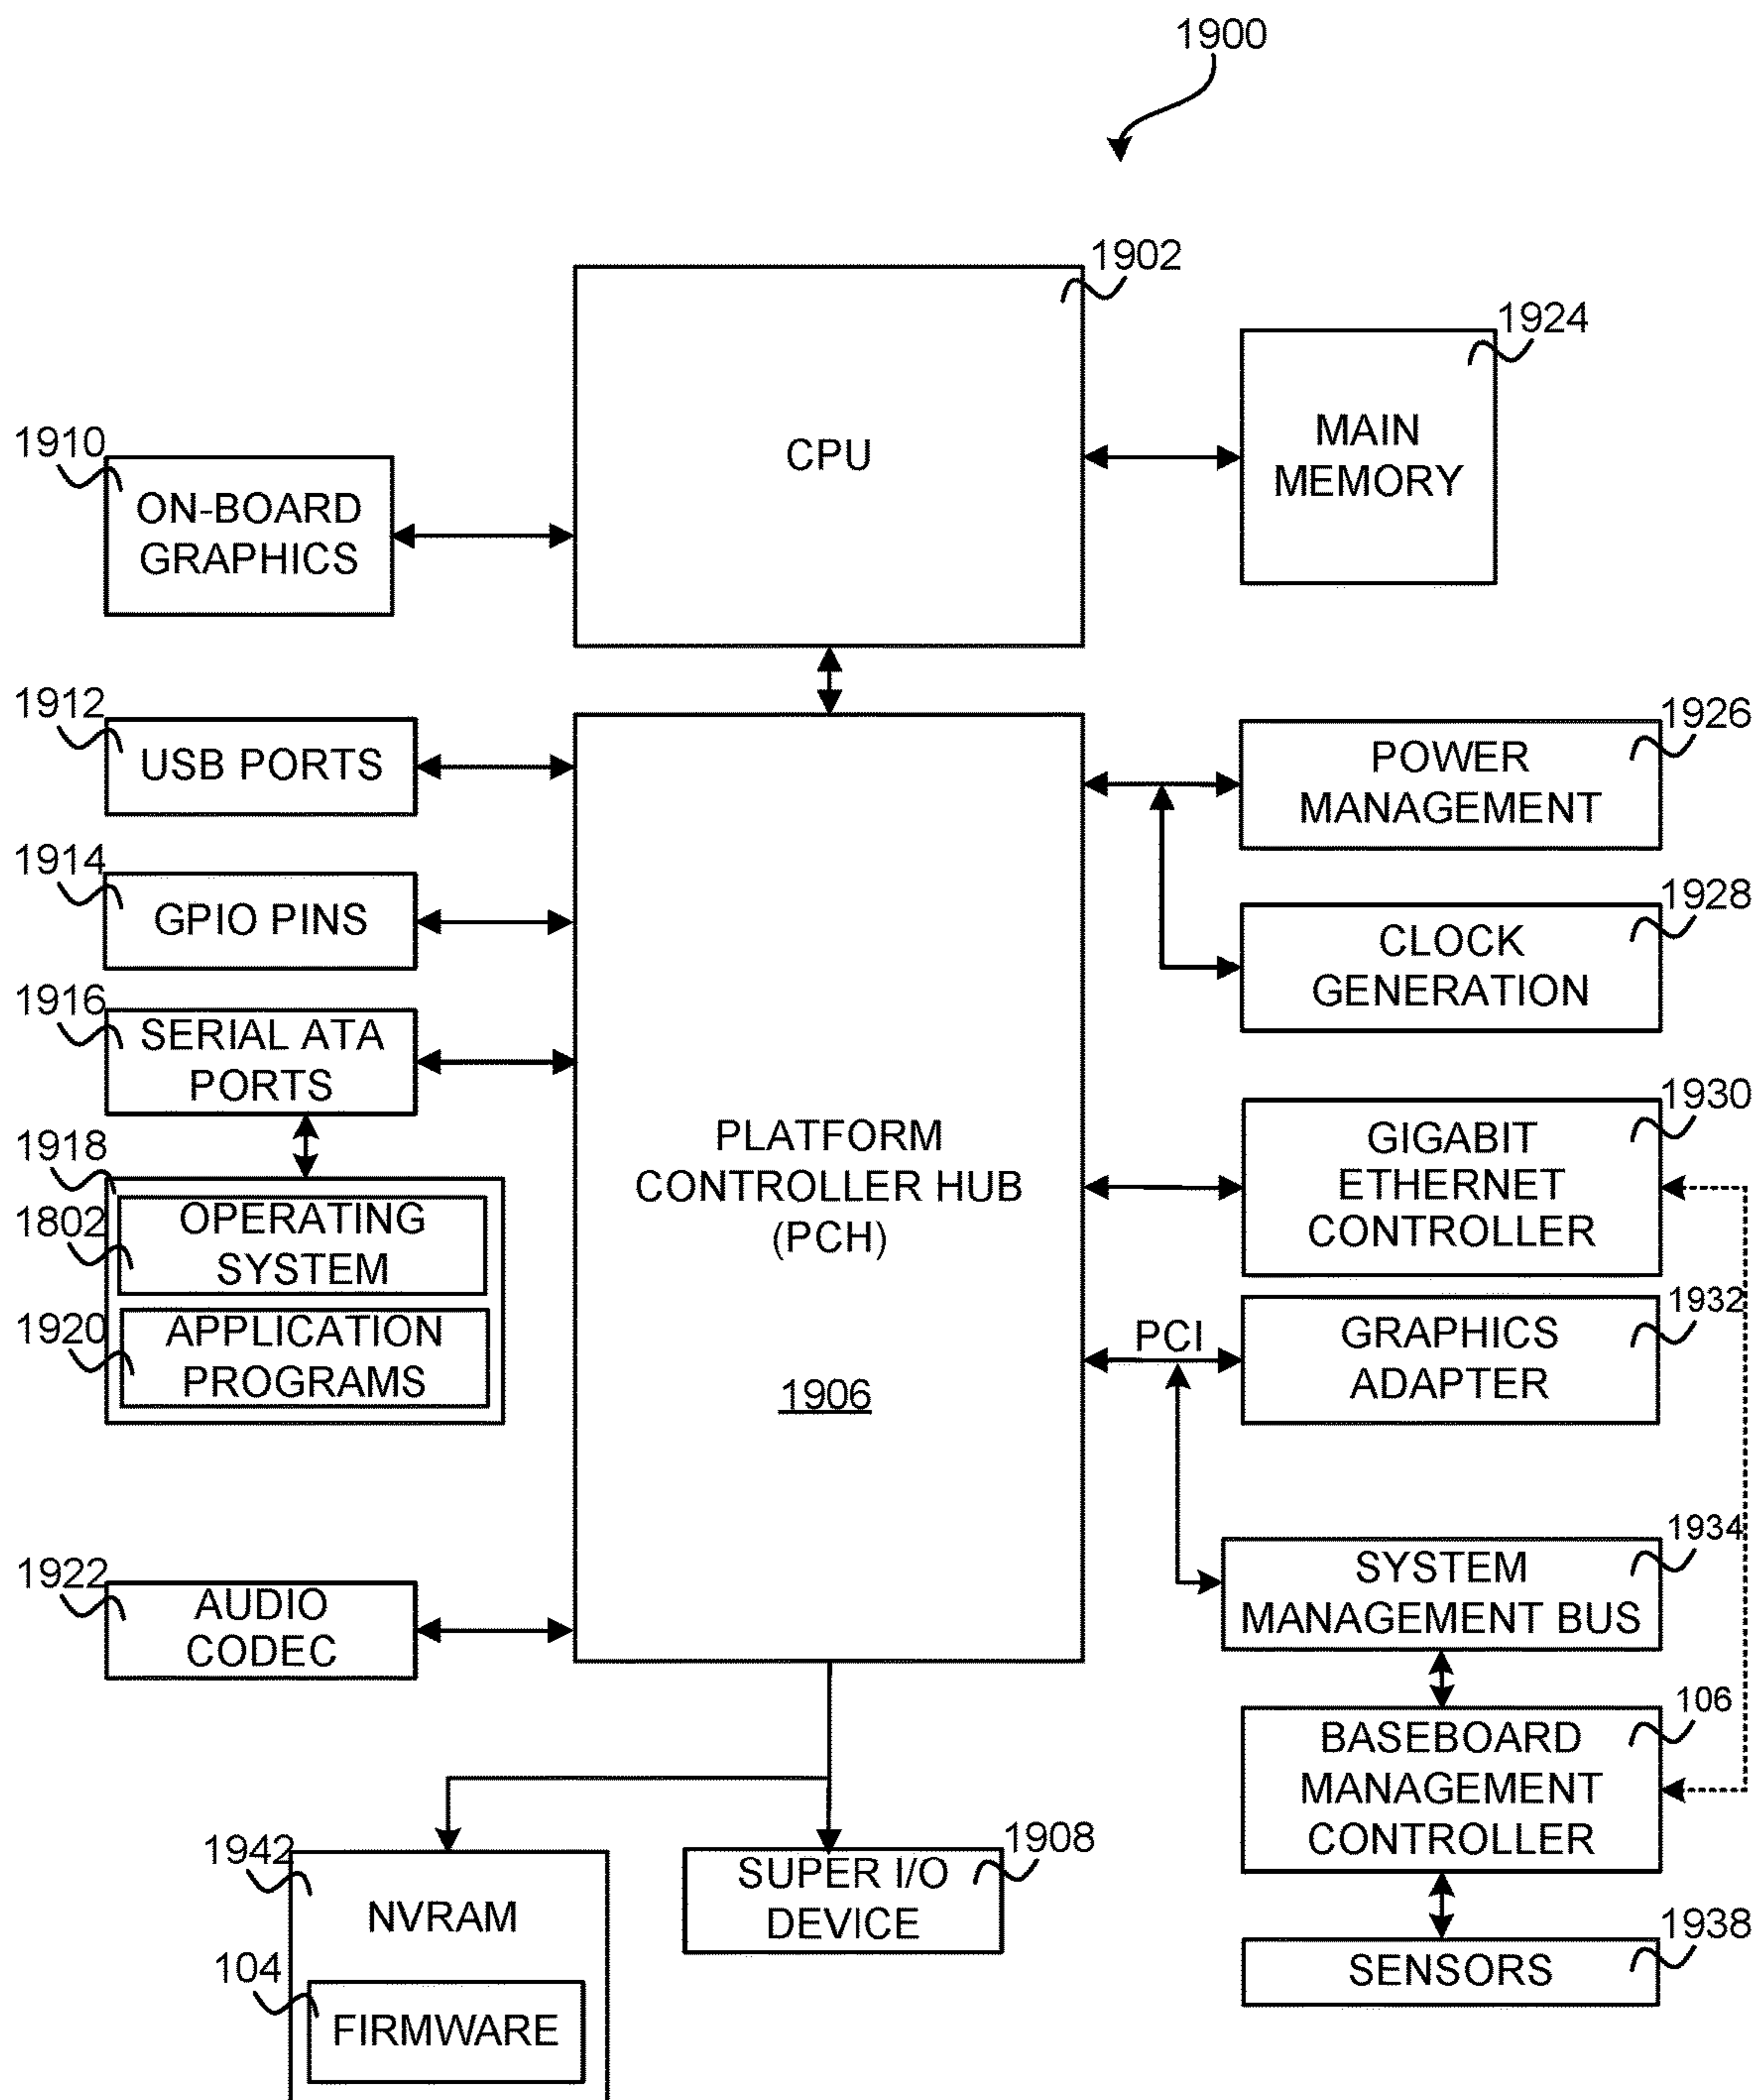 1900
1902
CPU
1924
MAIN
MEMORY
1910
ON-BOARD
GRAPHICS
1912
USB PORTS
1914
GPIO PINS
1916
SERIAL ATA
PORTS
1918
1802
OPERATING
SYSTEM
1920
APPLICATION
PROGRAMS
1922
AUDIO
CODEC
PLATFORM
CONTROLLER HUB
(PCH)
1906
1926
POWER
MANAGEMENT
1928
CLOCK
GENERATION
1930
GIGABIT
ETHERNET
CONTROLLER
PCI
1932
GRAPHICS
ADAPTER
1934
SYSTEM
MANAGEMENT BUS
106
BASEBOARD
MANAGEMENT
CONTROLLER
1938
SENSORS
1942
NVRAM
104
FIRMWARE
1908
SUPER I/O
DEVICE